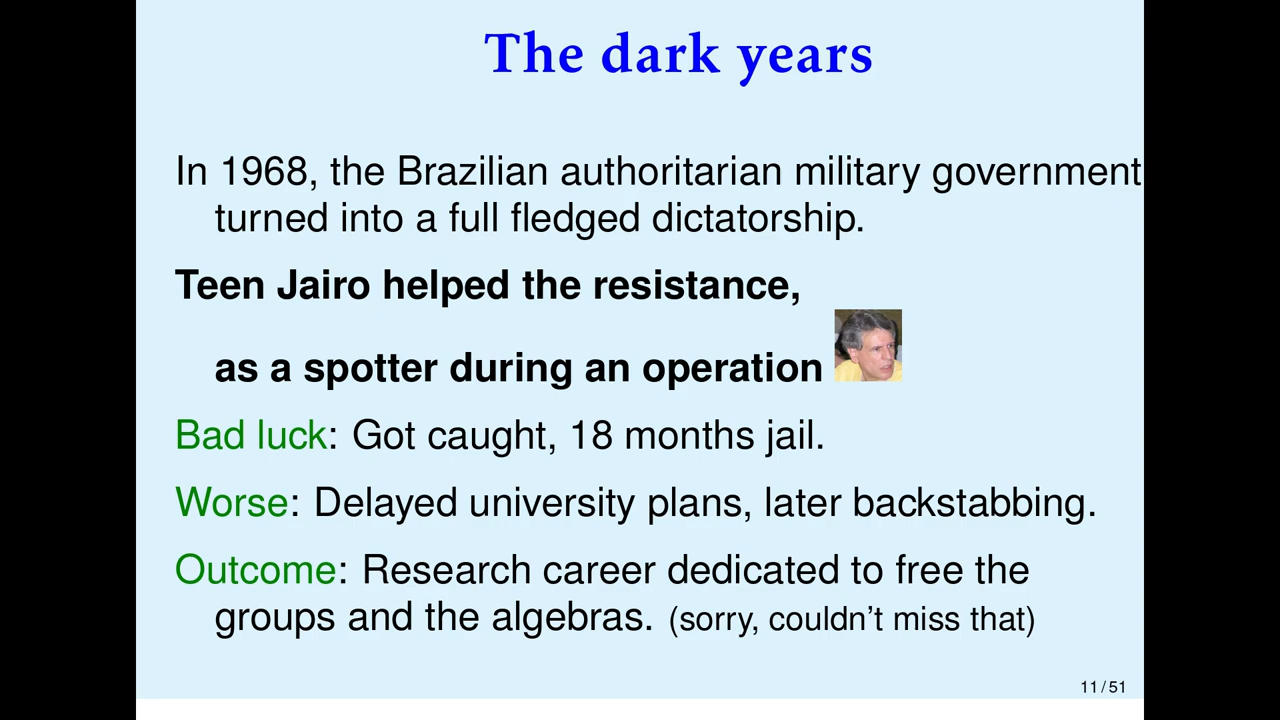 The dark years
In 1968, the Brazilian authoritarian military government
turned into a full fledged dictatorship.
Teen Jairo helped the resistance,
as a spotter during an operation
Bad luck: Got caught, 18 months jail.
Worse: Delayed university plans, later backstabbing.
Outcome: Research career dedicated to free the
groups and the algebras. (sorry, couldn't miss that)
11 / 51